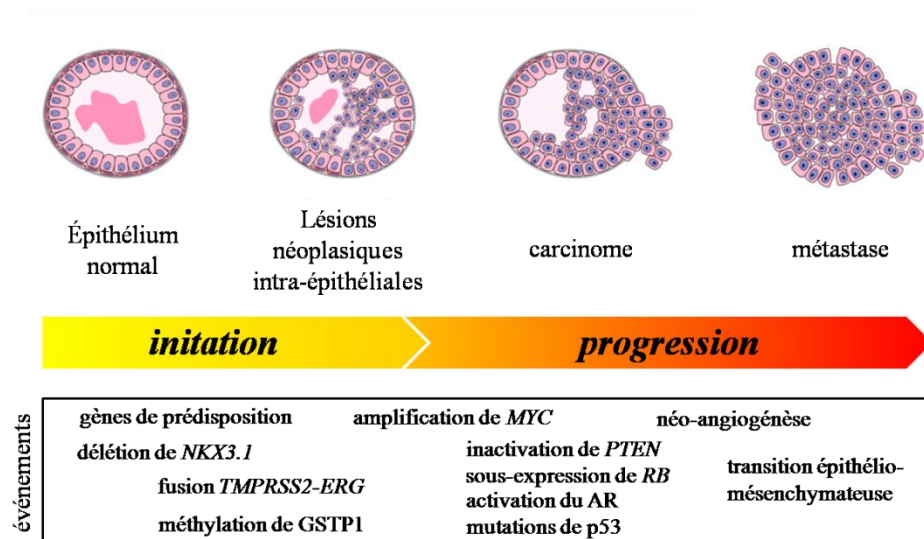 Épithélium
normal
Lésions
néoplasiques
intra-épithéliales
carcinome
métastase
initation
progression
événements
gènes de prédisposition
amplification de MYC
néo-angiogénèse
délétion de NKX3.1
inactivation de PTEN
sous-expression de RB
transition épithélio-
mésenchymateuse
fusion TMPRSS2-ERG
activation du AR
méthylation de GSTP1
mutations de p53